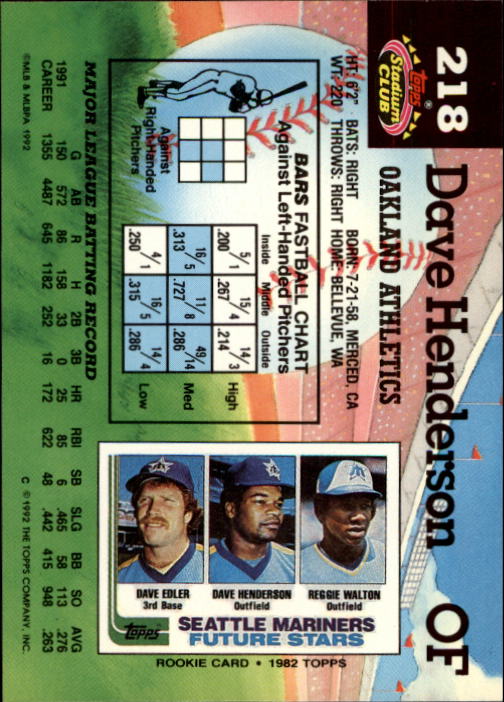 218
TOPPS®
Stadium
CLUB
Dave Henderson OF
OAKLAND ATHLETICS
HT: 6'2" BATS: RIGHT BORN 7-21-58, MERCED, CA
WT: 220 THROWS: RIGHT HOME: BELLEVUE, WA
BARS FASTBALL CHART
Against Left-Handed Pitchers
Inside Middle Outside
5/1 15/4 14/3 High
.200 .267 .214
16/5 11/8 49/14 Med
.313 .727 .286
4/1 16/5 14/4 Low
.250 .315 .286
Against
Right-Handed
Pitchers
MAJOR LEAGUE BATTING RECORD
G AB R H 2B 3B HR RBI SB SLG BB SO AVG
1991 150 572 86 158 33 0 25 85 6 .465 58 113 .276
CAREER 1355 4487 645 1182 252 16 172 622 48 .442 415 948 .263
©MLB & MLBPA 1992
C © 1992 THE TOPPS COMPANY, INC.
DAVE EDLER
3rd Base
DAVE HENDERSON
Outfield
REGGIE WALTON
Outfield
TOPPS
SEATTLE MARINERS
FUTURE STARS
ROOKIE CARD • 1982 TOPPS